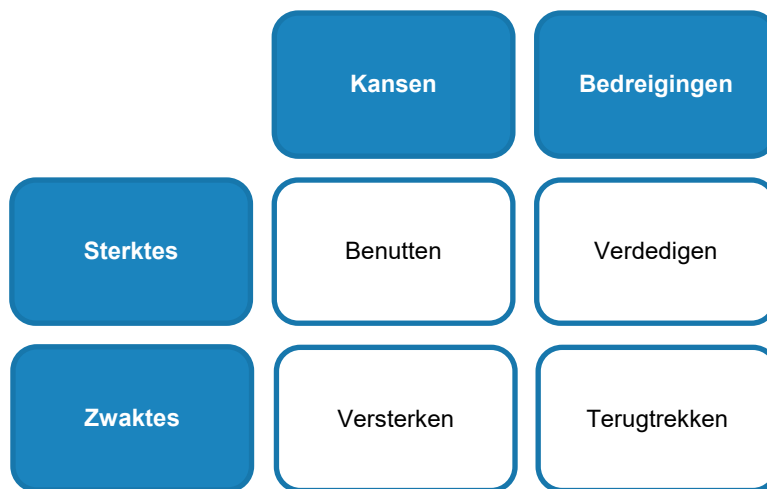 Kansen
Bedreigingen
Sterktes
Benutten
Verdedigen
Zwaktes
Versterken
Terugtrekken